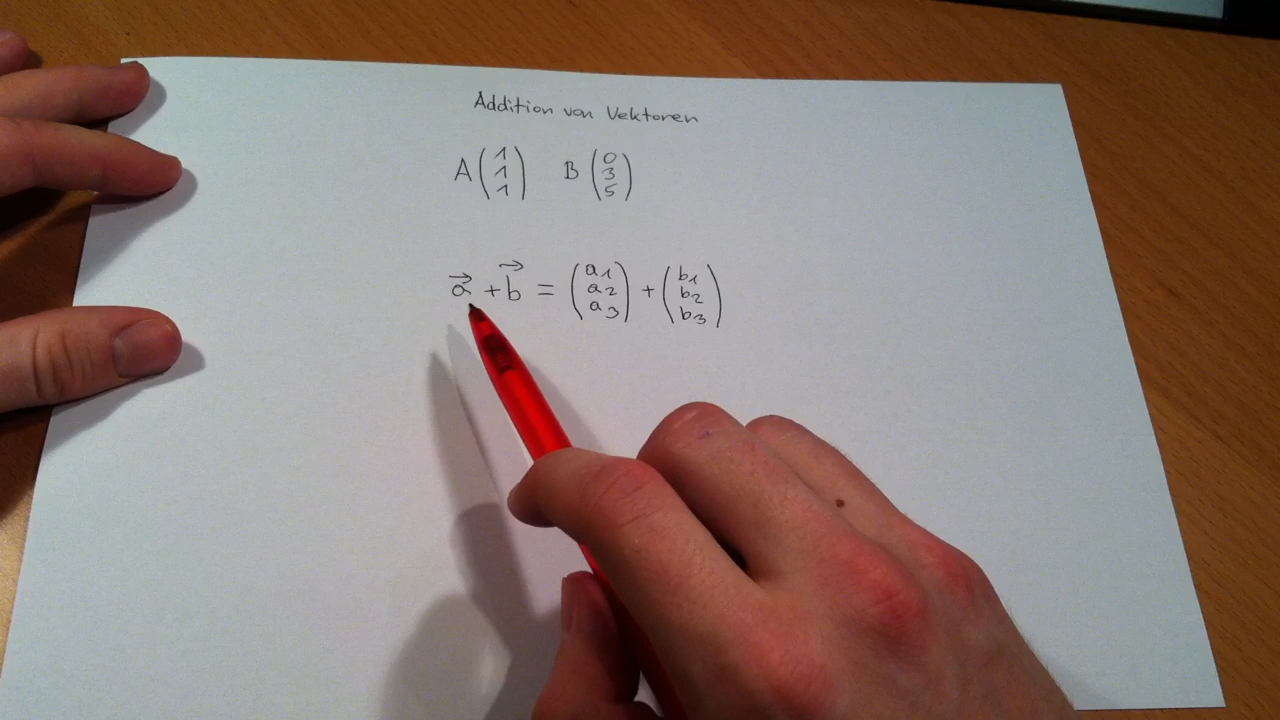 Addition von Vektoren
A (1 1 1) B (0 3 5)
a⃗ + b⃗ = (a1 a2 a3) + (b1 b2 b3)